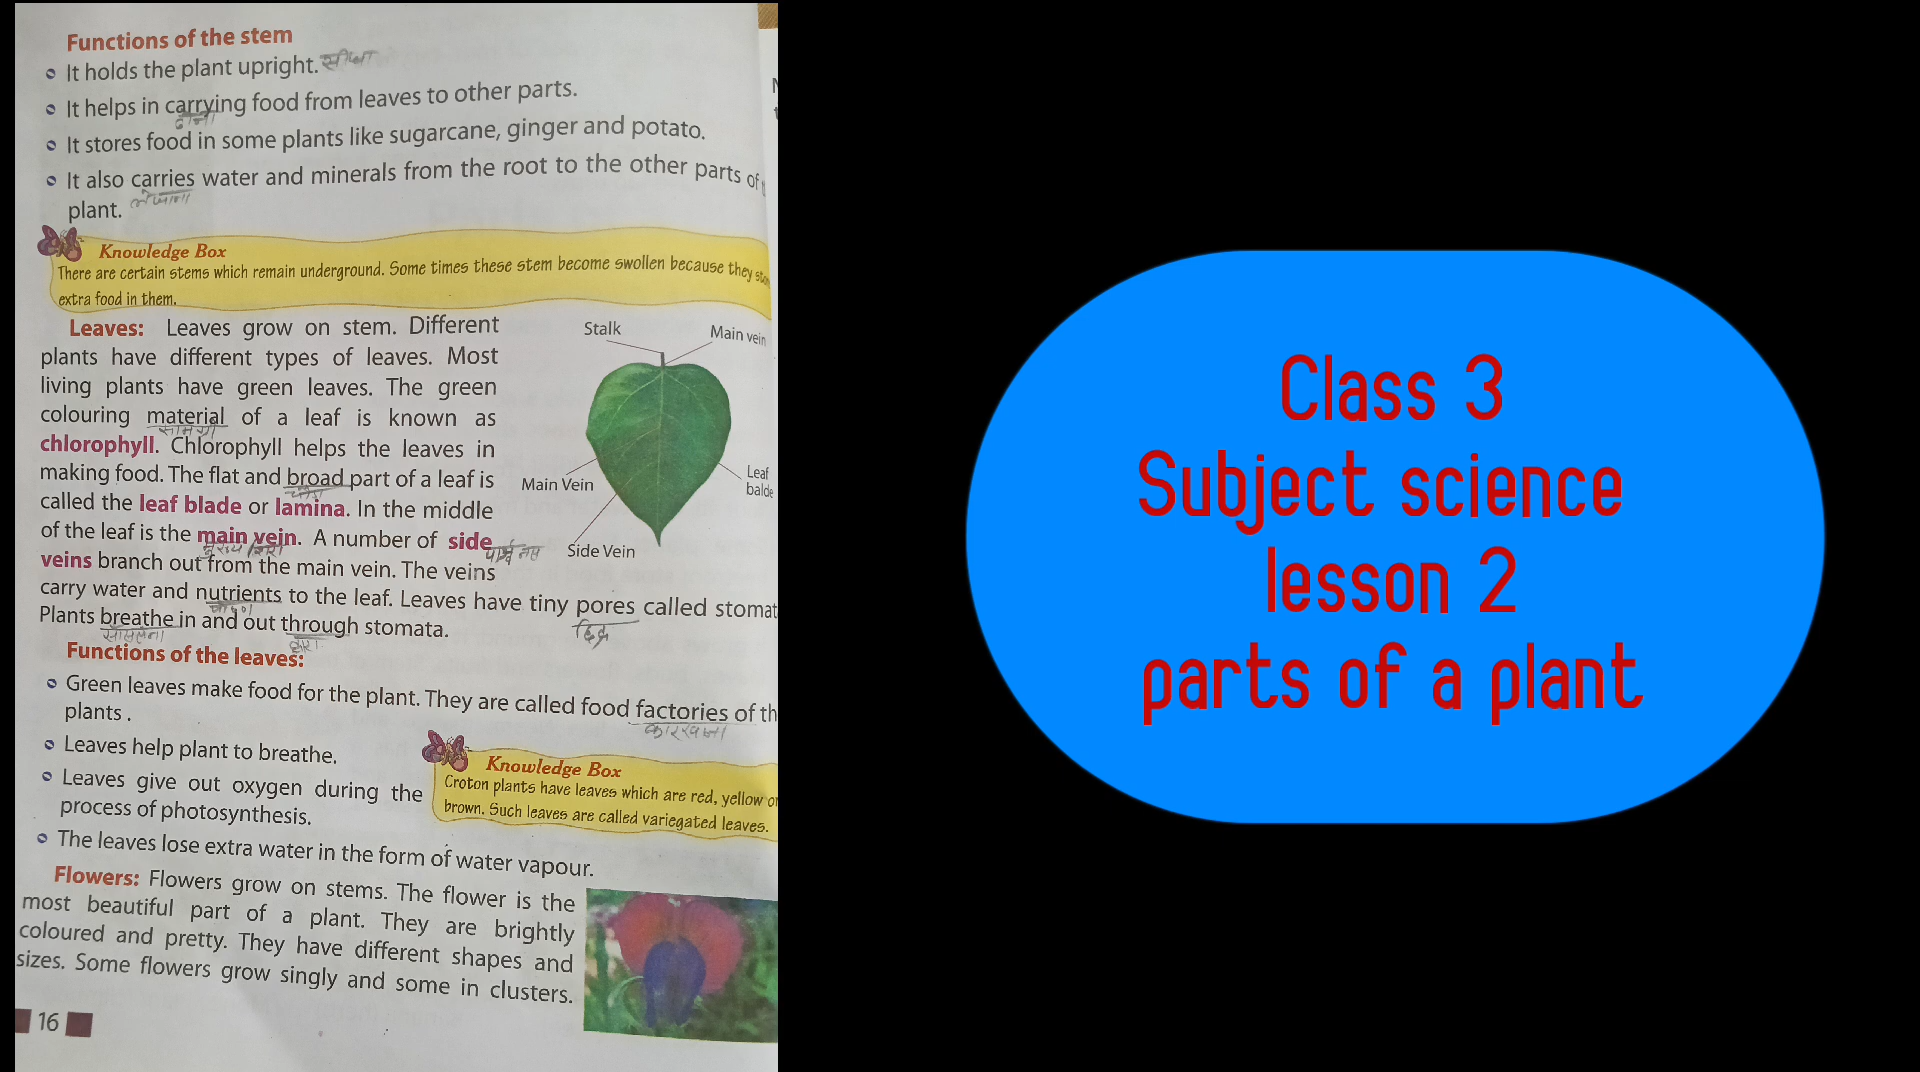 Functions of the stem
It holds the plant upright.
It helps in carrying food from leaves to other parts.
It stores food in some plants like sugarcane, ginger and potato.
It also carries water and minerals from the root to the other parts of
plant.
Knowledge Box
There are certain stems which remain underground. Some times these stem become swollen because they
extra food in them.
Leaves: Leaves grow on stem. Different
plants have different types of leaves. Most
living plants have green leaves. The green
colouring material of a leaf is known as
सामग्री
chlorophyll. Chlorophyll helps the leaves in
making food. The flat and broad part of a leaf is
called the leaf blade or lamina. In the middle
of the leaf is the main vein. A number of side
veins branch out from the main vein. The veins
carry water and nutrients to the leaf. Leaves have tiny pores called stomat
Plants breathe in and out through stomata.
Stalk
Main vein
Main Vein
Leaf
balde
Side Vein
Functions of the leaves:
Green leaves make food for the plant. They are called food factories of th
plants.
Leaves help plant to breathe.
Leaves give out oxygen during the
process of photosynthesis.
The leaves lose extra water in the form of water vapour.
Knowledge Box
Croton plants have leaves which are red, yellow or
brown. Such leaves are called variegated leaves.
Flowers: Flowers grow on stems. The flower is the
most beautiful part of a plant. They are brightly
coloured and pretty. They have different shapes and
sizes. Some flowers grow singly and some in clusters.
16
Class 3
Subject science
lesson 2
parts of a plant